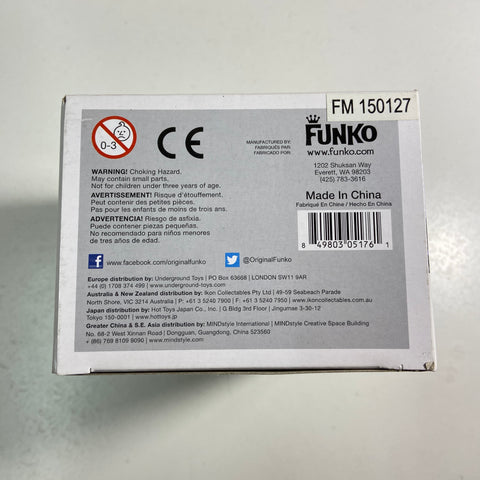 FM 150127
0-3
CE
MANUFACTURED BY:
FABRIQUÉ PAR:
FABRICADO POR:
FUNKO
www.funko.com
1202 Shuksan Way
Everett, WA 98203
(425) 783-3616
WARNING! Choking Hazard.
May contain small parts.
Not for children under three years of age.
AVERTISSEMENT! Risque d'étouffement.
Peut contenir des petites pièces.
Pas pour les enfants de moins de trois ans.
ADVERTENCIA! Riesgo de asfixia.
Puede contener piezas pequeñas.
No recomendado para niños menores
de tres años de edad.
Made In China
Fabriqué En Chine / Hecho En China
8 49803 05176 1
www.facebook.com/originalfunko
@OriginalFunko
Europe distribution by: Underground Toys | PO Box 63668 | LONDON SW11 9AR
+44 (0) 1708 374 499 | www.underground-toys.com
Australia & New Zealand distribution by: Ikon Collectables Pty Ltd | 49-59 Seabeach Parade
North Shore, VIC 3214 Australia | P: +61 3 5240 7900 | F: +61 3 5240 7950 | www.ikoncollectables.com.au
Japan distribution by: Hot Toys Japan Co., Inc. | G.Bldg 3rd Floor | Jingumae 3-30-12
Tokyo 150-0001 | www.hottoys.jp
Greater China & S.E. Asia distribution by: MINDstyle International | MINDstyle Creative Space Building
No. 68-2 West Xinnan Road | Dongguan, Guangdong, China 523560
+ (86) 769 8109 8090 | www.mindstyle.com